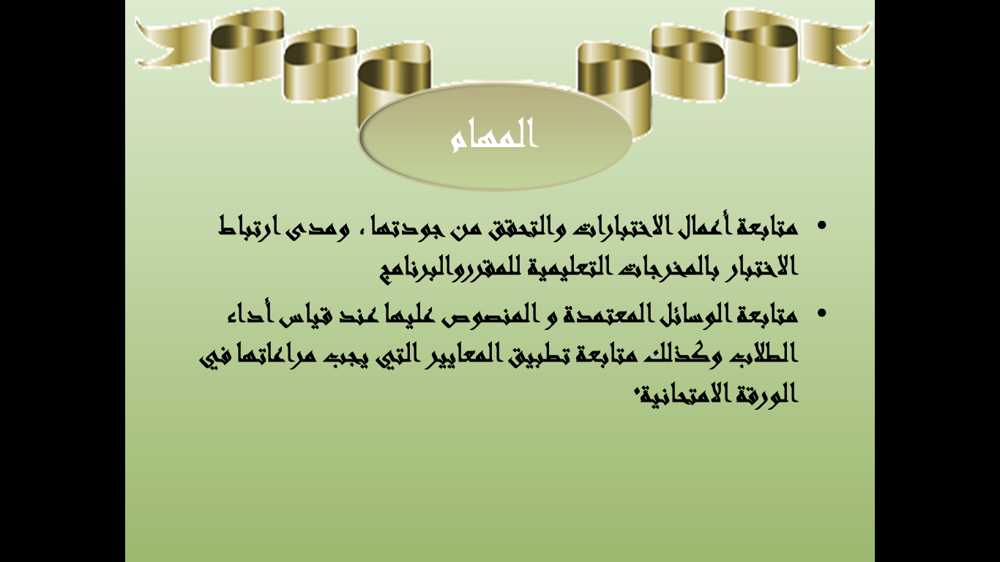 المهام
• متابعة أعمال الاختبارات والتحقق من جودتها ، ومدى ارتباط
الاختبار بالمخرجات التعليمية للمقرروالبرنامج
• متابعة الوسائل المعتمدة و المنصوص عليها عند قياس أداء
الطلاب وكذلك متابعة تطبيق المعايير التي يجب مراعاتها في
الورقة الامتحانية.